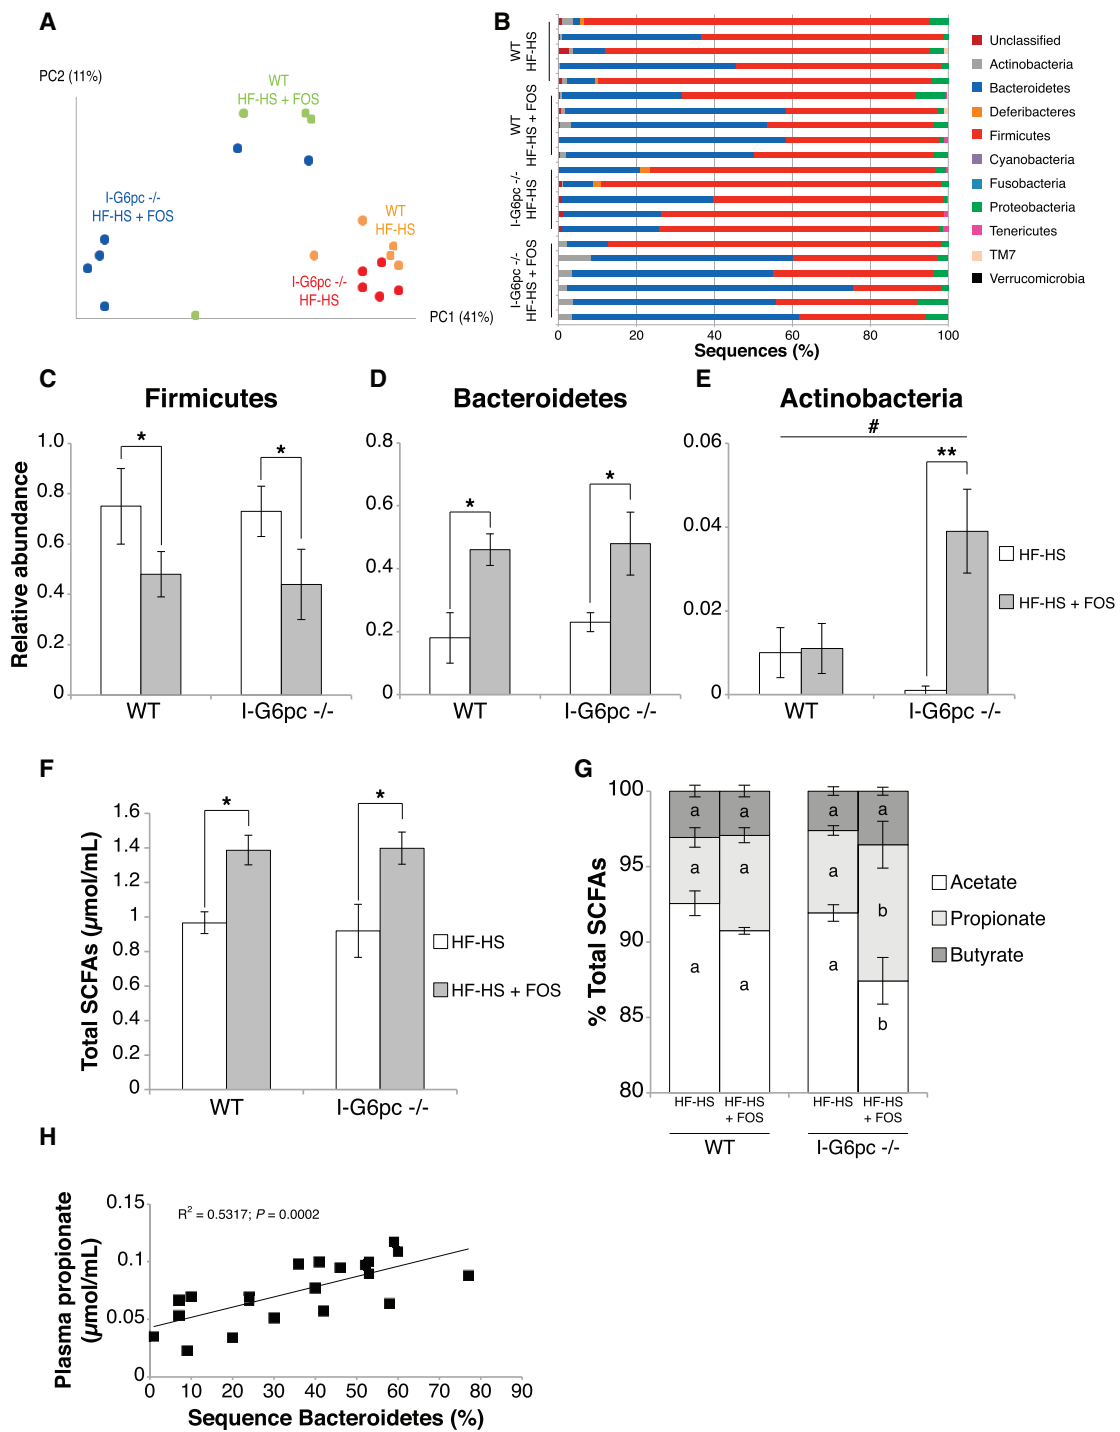 A
PC2 (11%)
WT
HF-HS + FOS
I-G6pc -/-
HF-HS + FOS
WT
HF-HS
I-G6pc -/-
HF-HS
PC1 (41%)
B
WT
HF-HS
WT
HF-HS + FOS
I-G6pc -/-
HF-HS
I-G6pc -/-
HF-HS + FOS
0 20 40 60 80 100
Sequences (%)
Unclassified
Actinobacteria
Bacteroidetes
Deferibacteres
Firmicutes
Cyanobacteria
Fusobacteria
Proteobacteria
Tenericutes
TM7
Verrucomicrobia
C
Firmicutes
Relative abundance
1.0
0.8
0.6
0.4
0.2
0
*
*
WT I-G6pc -/-
D
Bacteroidetes
0.8
0.6
0.4
0.2
0
*
*
WT I-G6pc -/-
E
Actinobacteria
0.06
0.04
0.02
0
#
**
WT I-G6pc -/-
HF-HS
HF-HS + FOS
F
Total SCFAs (µmol/mL)
1.6
1.4
1.2
1
0.8
0.6
0.4
0.2
0
*
*
WT I-G6pc -/-
HF-HS
HF-HS + FOS
G
% Total SCFAs
100
95
90
85
80
a a a a
a a a b
a a a b
HF-HS HF-HS + FOS HF-HS HF-HS + FOS
WT I-G6pc -/-
Acetate
Propionate
Butyrate
H
Plasma propionate
(µmol/mL)
0.15
0.1
0.05
0
R² = 0.5317; P = 0.0002
0 10 20 30 40 50 60 70 80 90
Sequence Bacteroidetes (%)